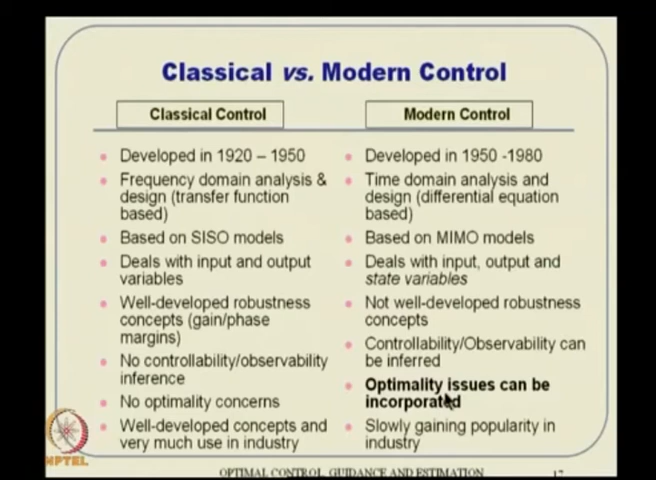 Classical vs. Modern Control
Classical Control
Developed in 1920 – 1950
Frequency domain analysis &
design (transfer function
based)
Based on SISO models
Deals with input and output
variables
Well-developed robustness
concepts (gain/phase
margins)
No controllability/observability
inference
No optimality concerns
Well-developed concepts and
very much use in industry
Modern Control
Developed in 1950 -1980
Time domain analysis and
design (differential equation
based)
Based on MIMO models
Deals with input, output and
state variables
Not well-developed robustness
concepts
Controllability/Observability can
be inferred
Optimality issues can be
incorporated
Slowly gaining popularity in
industry
NPTEL
OPTIMAL CONTROL, GUIDANCE AND ESTIMATION
17